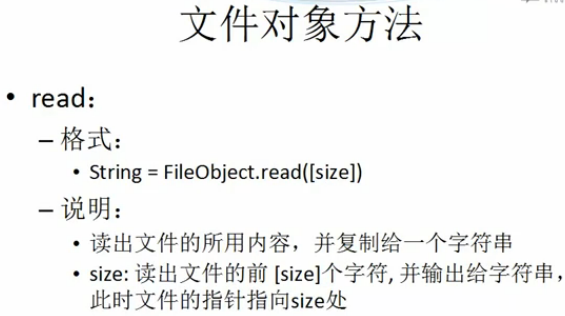 文件对象方法
• read：
– 格式：
• String = FileObject.read([size])
– 说明：
• 读出文件的所用内容，并复制给一个字符串
• size: 读出文件的前 [size]个字符, 并输出给字符串，
此时文件的指针指向size处